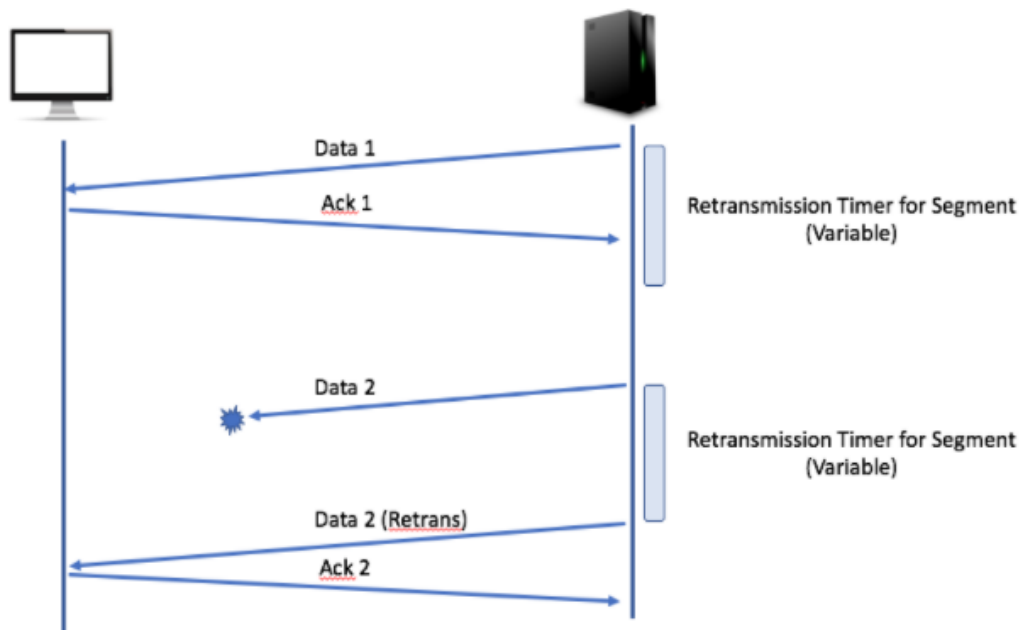 Data 1
Ack 1
Retransmission Timer for Segment
(Variable)
Data 2
Retransmission Timer for Segment
(Variable)
Data 2 (Retrans)
Ack 2